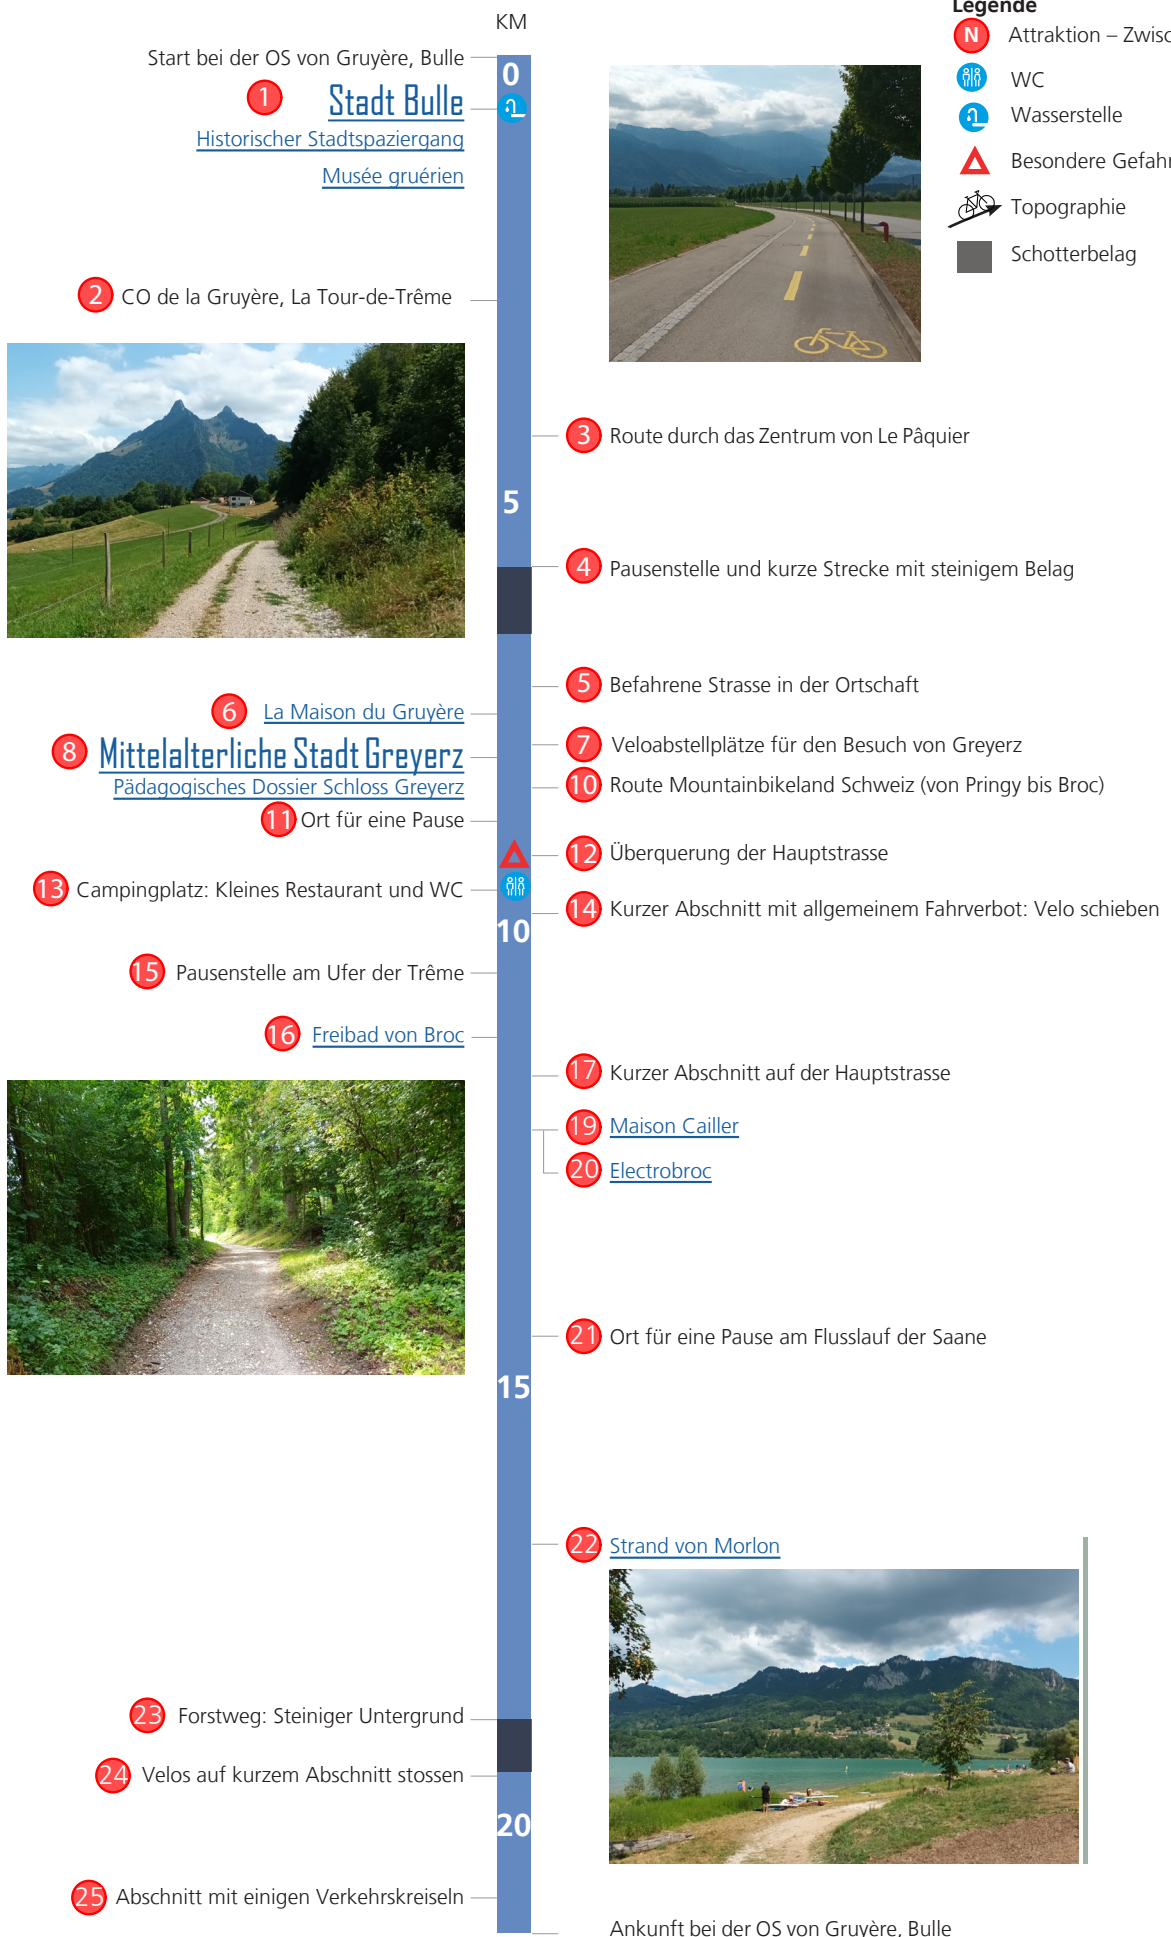 KM
Legende
N Attraktion – Zwisc
WC
Wasserstelle
Besondere Gefahr
Topographie
Schotterbelag
Start bei der OS von Gruyère, Bulle
0
1 Stadt Bulle
Historischer Stadtspaziergang
Musée gruérien
2 CO de la Gruyère, La Tour-de-Trême
3 Route durch das Zentrum von Le Pâquier
5
4 Pausenstelle und kurze Strecke mit steinigem Belag
5 Befahrene Strasse in der Ortschaft
6 La Maison du Gruyère
7 Veloabstellplätze für den Besuch von Greyerz
8 Mittelalterliche Stadt Greyerz
Pädagogisches Dossier Schloss Greyerz
10 Route Mountainbikeland Schweiz (von Pringy bis Broc)
11 Ort für eine Pause
12 Überquerung der Hauptstrasse
13 Campingplatz: Kleines Restaurant und WC
14 Kurzer Abschnitt mit allgemeinem Fahrverbot: Velo schieben
10
15 Pausenstelle am Ufer der Trême
16 Freibad von Broc
17 Kurzer Abschnitt auf der Hauptstrasse
19 Maison Cailler
20 Electrobroc
21 Ort für eine Pause am Flusslauf der Saane
15
22 Strand von Morlon
23 Forstweg: Steiniger Untergrund
24 Velos auf kurzem Abschnitt stossen
20
25 Abschnitt mit einigen Verkehrskreiseln
Ankunft bei der OS von Gruyère, Bulle